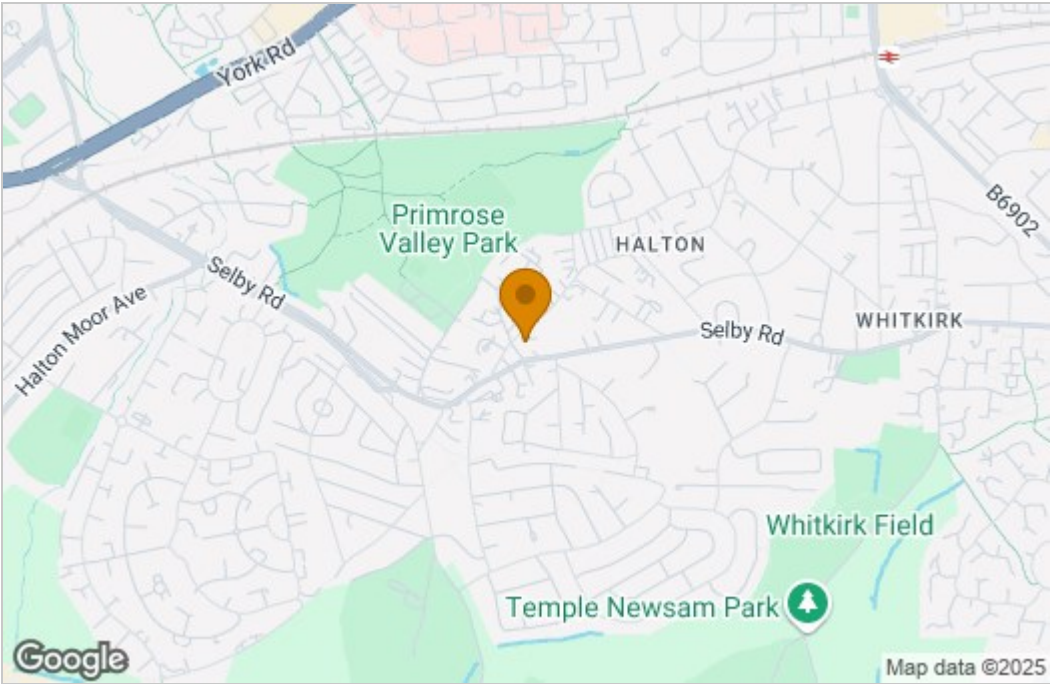 York Rd
B6902
Primrose
Valley Park
HALTON
Selby Rd
Halton Moor Ave
Selby Rd
WHITKIRK
Whitkirk Field
Temple Newsam Park
Google
Map data ©2025